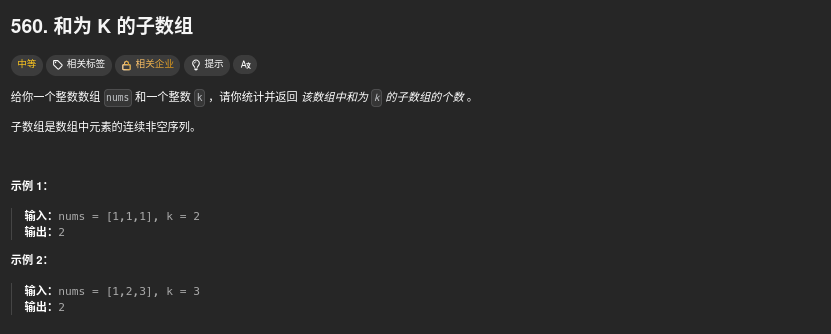 560. 和为 K 的子数组
中等 相关标签 相关企业 提示 Az
给你一个整数数组 nums 和一个整数 k ，请你统计并返回 该数组中和为 k 的子数组的个数 。
子数组是数组中元素的连续非空序列。
示例 1：
输入：nums = [1,1,1], k = 2
输出：2
示例 2：
输入：nums = [1,2,3], k = 3
输出：2